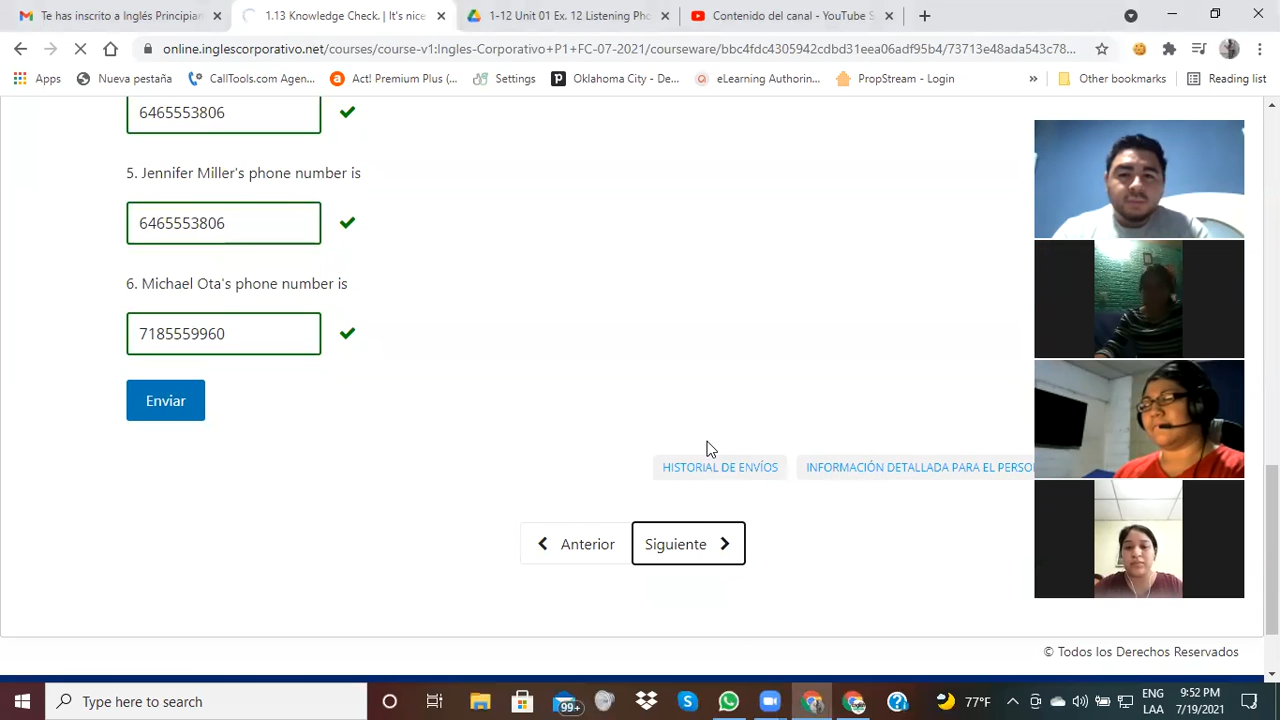 Te has inscrito a Inglés Principian
1.13 Knowledge Check. | It's nice
1-12 Unit 01 Ex. 12 Listening Pho
Contenido del canal - YouTube S
online.inglescorporativo.net/courses/course-v1:Ingles-Corporativo+P1+FC-07-2021/courseware/bbc4fdc4305942cdbd31eea06adf95b4/73713e48ada543c78...
Apps
Nueva pestaña
CallTools.com Agen...
Act! Premium Plus (...
Settings
Oklahoma City - De...
eLearning Authorin...
PropStream - Login
»
Other bookmarks
Reading list
6465553806
5. Jennifer Miller's phone number is
6465553806
6. Michael Ota's phone number is
7185559960
Enviar
HISTORIAL DE ENVÍOS
INFORMACIÓN DETALLADA PARA EL PERSO
Anterior
Siguiente
© Todos los Derechos Reservados
Type here to search
99+
77°F
ENG
LAA
9:52 PM
7/19/2021